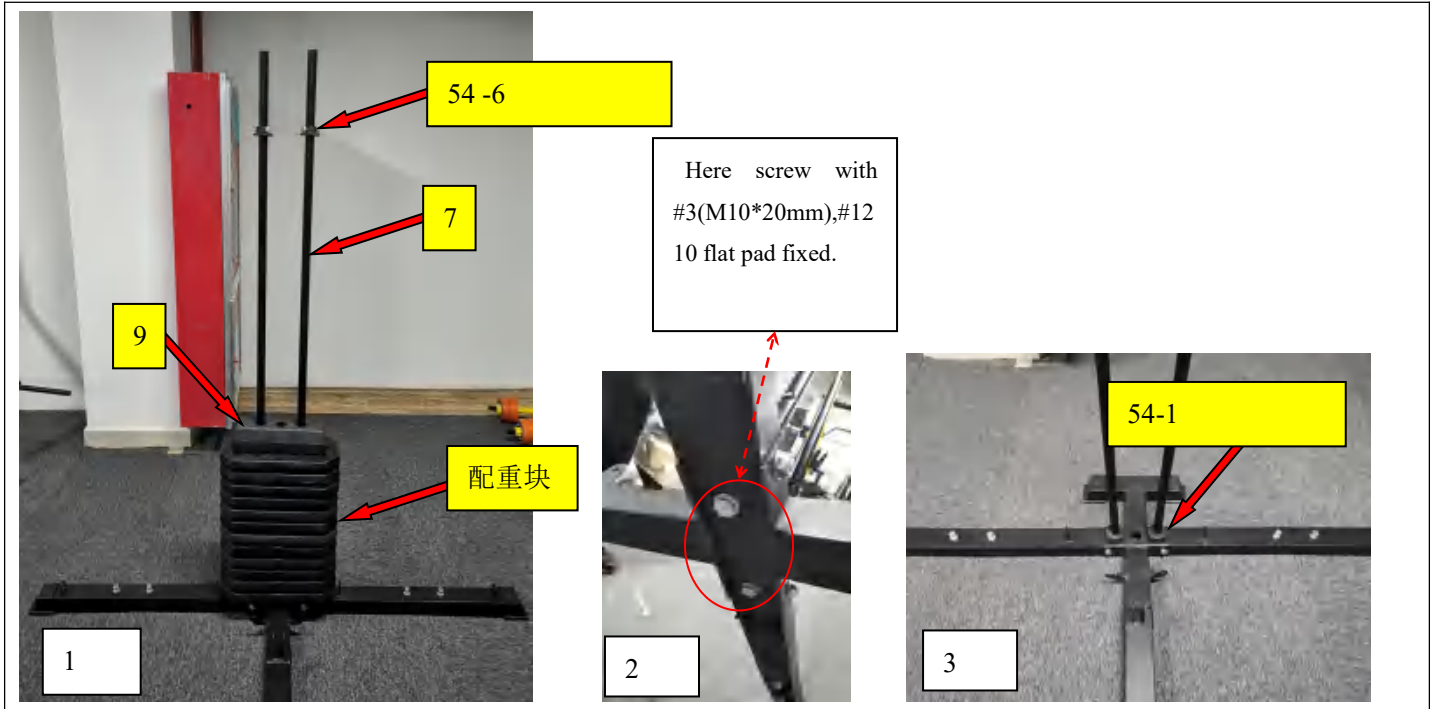 54 -6
7
9
配重块
1
Here screw with
#3(M10*20mm),#12
10 flat pad fixed.
2
54-1
3